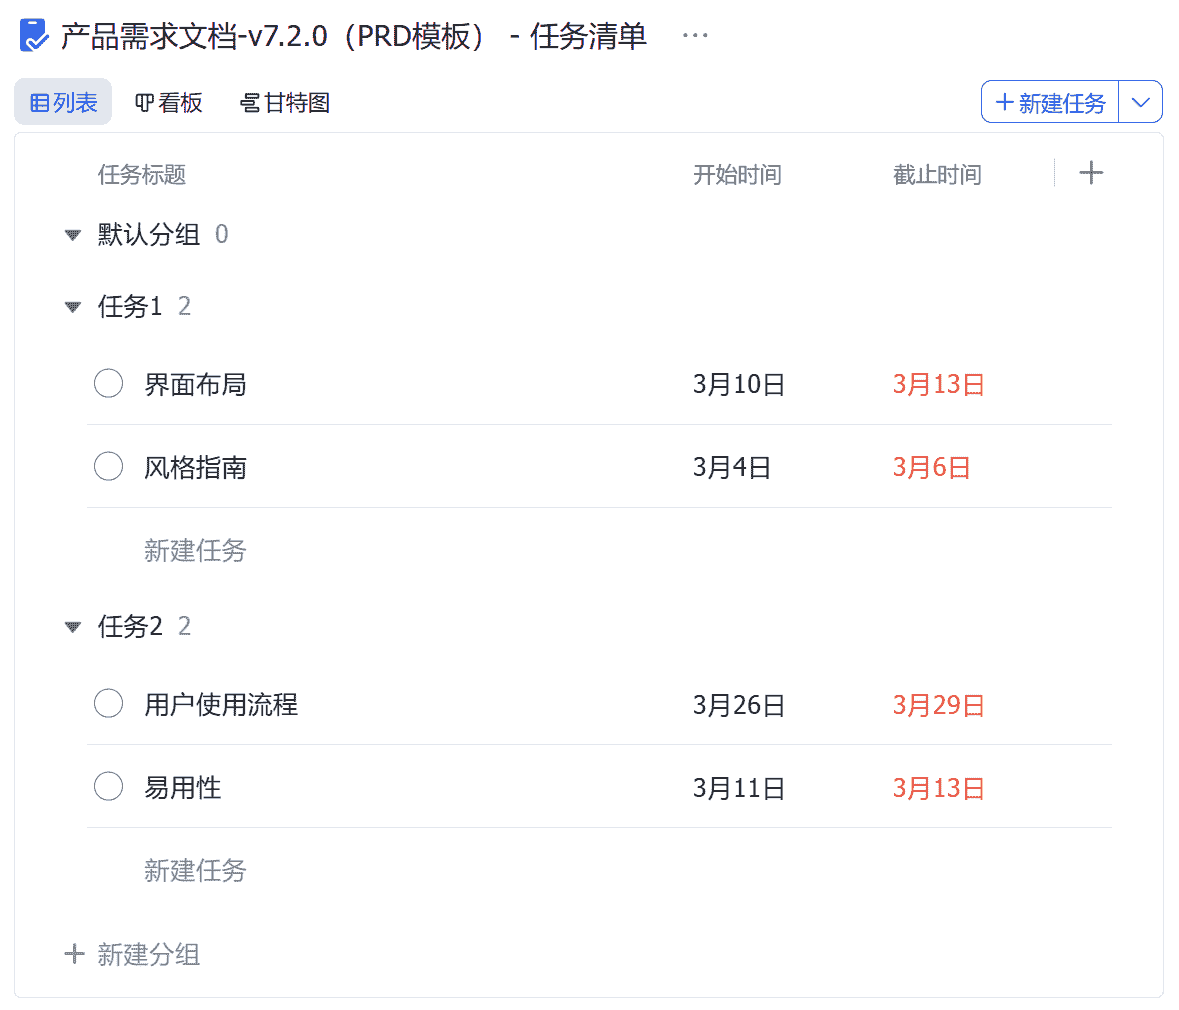 产品需求文档-v7.2.0（PRD模板） - 任务清单 ···
列表 看板 甘特图 +新建任务
任务标题 开始时间 截止时间 +
默认分组 0
任务1 2
界面布局 3月10日 3月13日
风格指南 3月4日 3月6日
新建任务
任务2 2
用户使用流程 3月26日 3月29日
易用性 3月11日 3月13日
新建任务
+ 新建分组